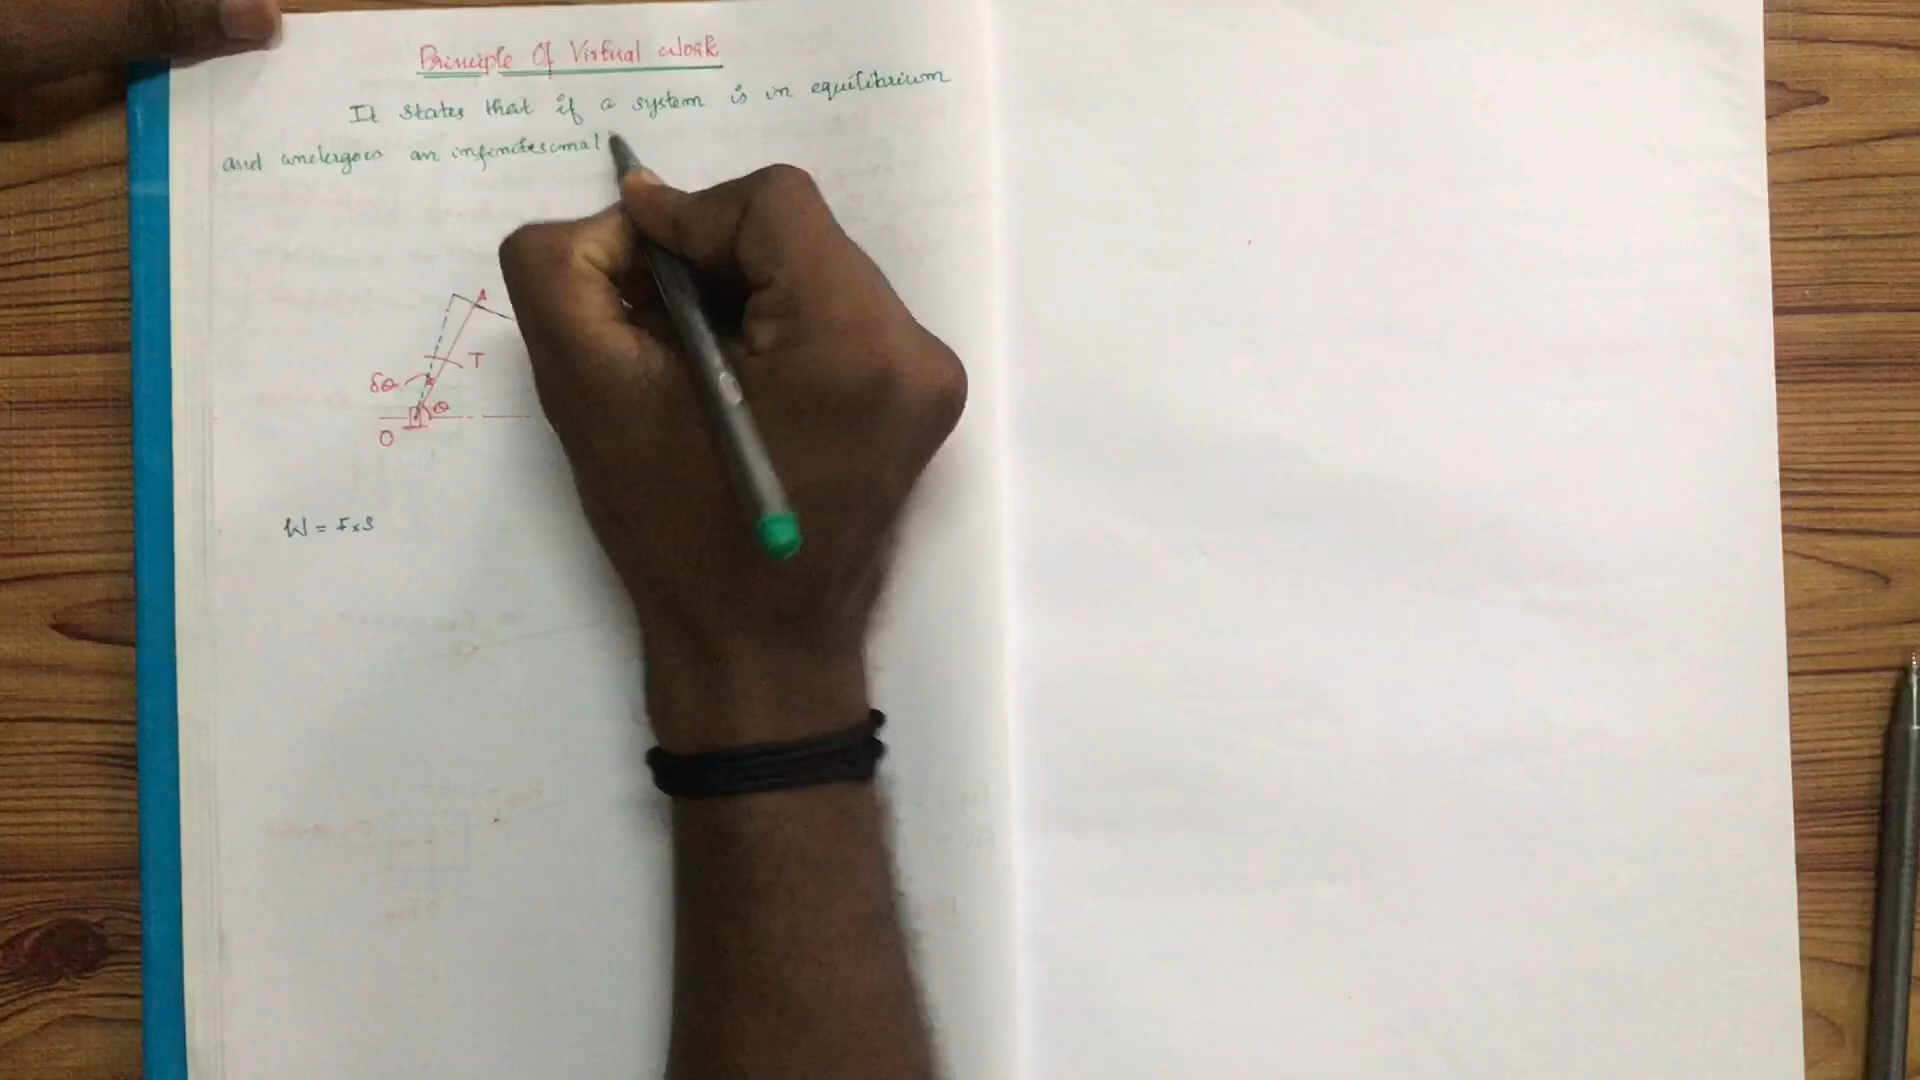 Principle Of Virtual Work
It states that if a system is in equilibrium
and undergoes an infinitesimal
A
T
δθ
θ
O
W = F×S